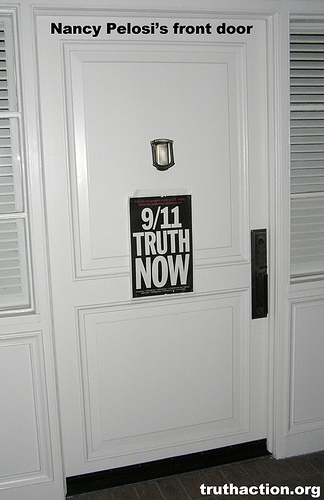 Nancy Pelosi's front door
9/11
TRUTH
NOW
truthaction.org